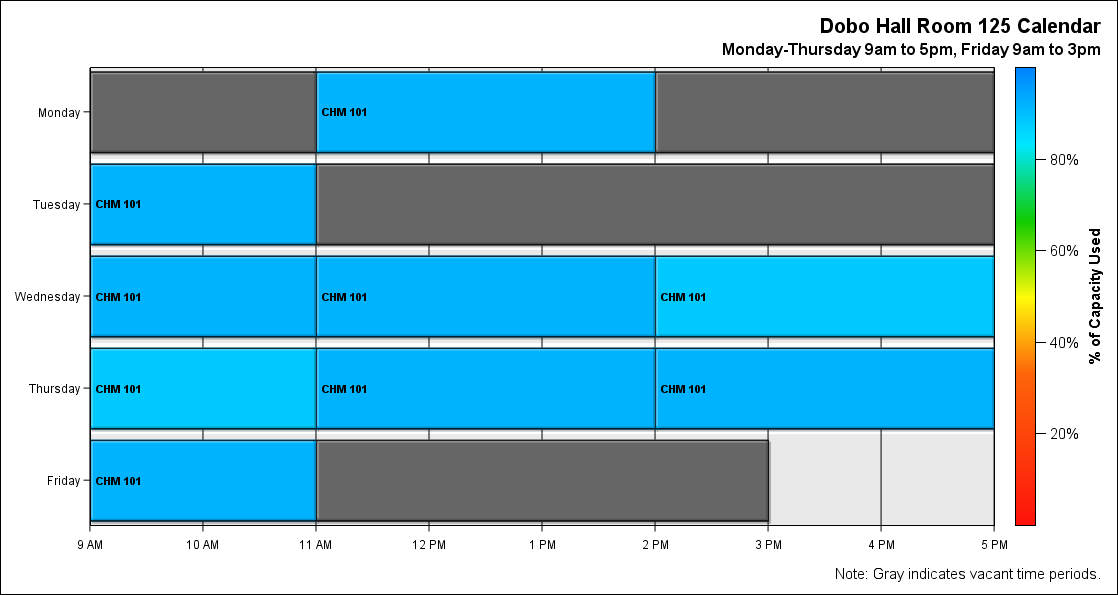 Dobo Hall Room 125 Calendar
Monday-Thursday 9am to 5pm, Friday 9am to 3pm
Monday
CHM 101
Tuesday
CHM 101
Wednesday
CHM 101
CHM 101
CHM 101
Thursday
CHM 101
CHM 101
CHM 101
Friday
CHM 101
9 AM
10 AM
11 AM
12 PM
1 PM
2 PM
3 PM
4 PM
5 PM
80%
60%
40%
20%
% of Capacity Used
Note: Gray indicates vacant time periods.